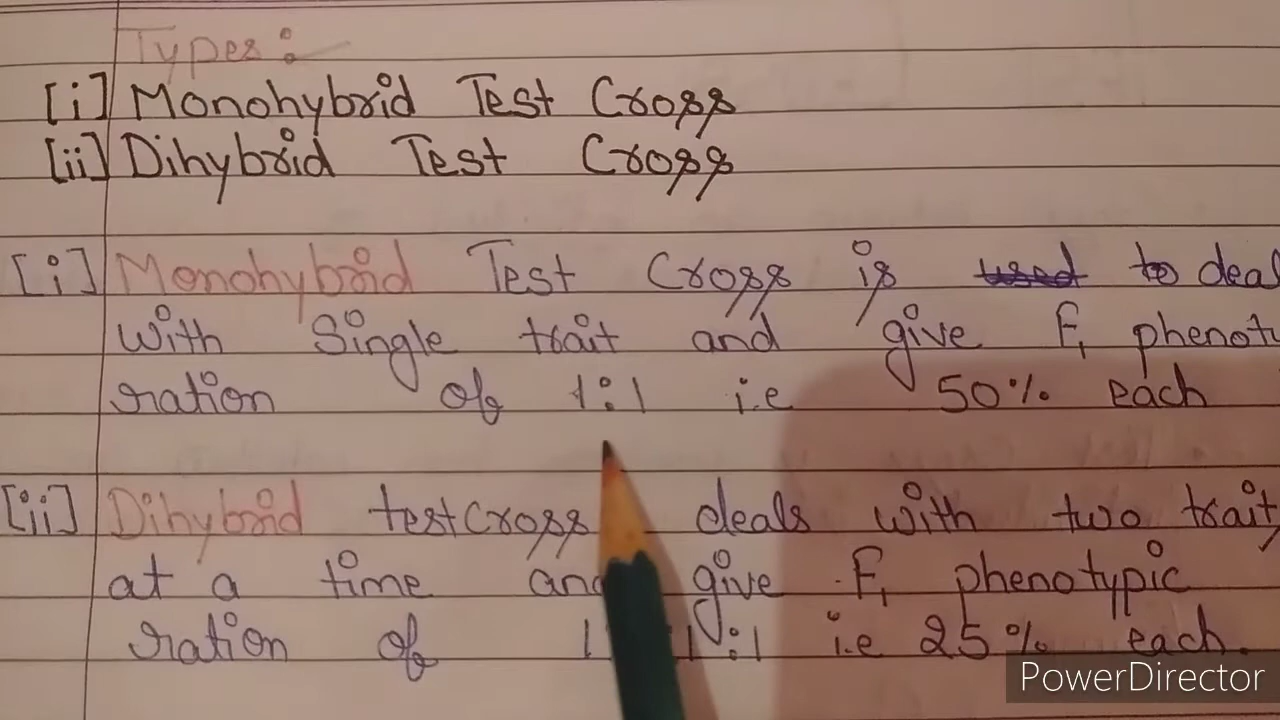 Types:
[i] Monohybrid Test Cross
[ii] Dihybrid Test Cross
[i] Monohybrid Test Cross is used to deal
with Single trait and give F1 phenoty
ration of 1:1 i.e 50% each
[ii] Dihybrid testcross deals with two trait
at a time and give F1 phenotypic
ration of 1 1:1 i.e 25% each.
PowerDirector